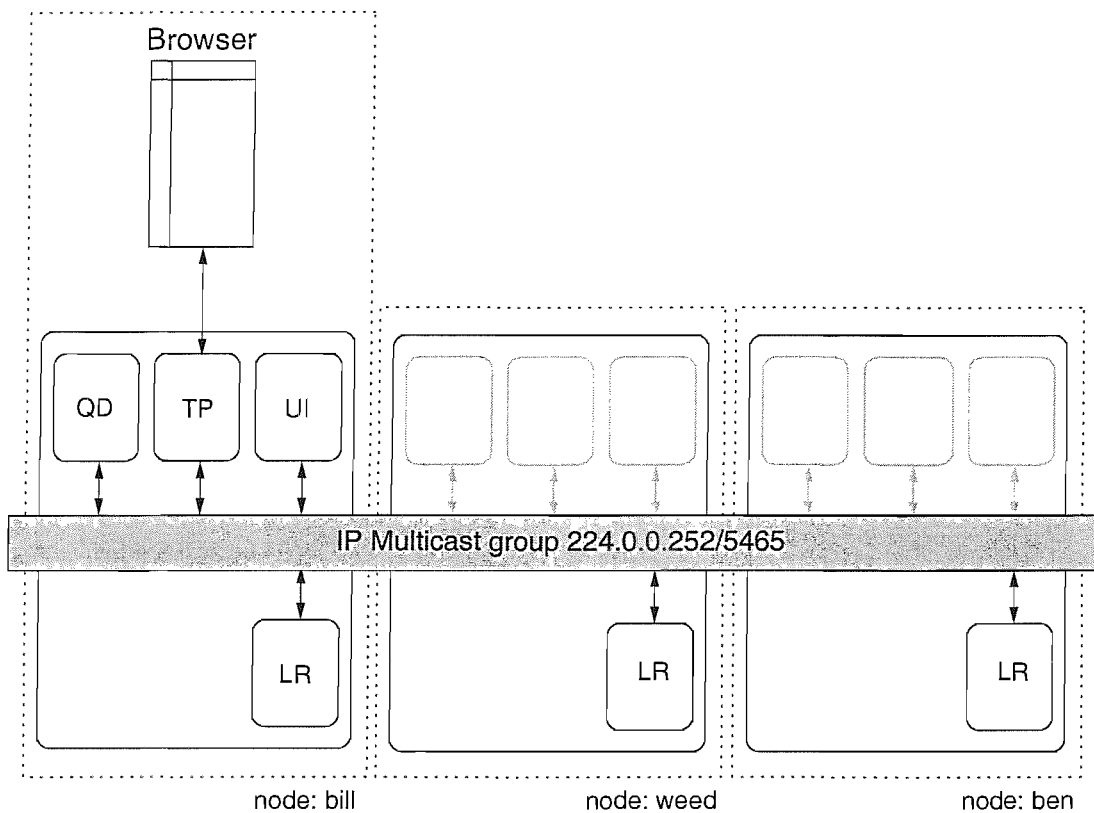 Browser
QD
TP
UI
IP Multicast group 224.0.0.252/5465
LR
LR
LR
node: bill
node: weed
node: ben